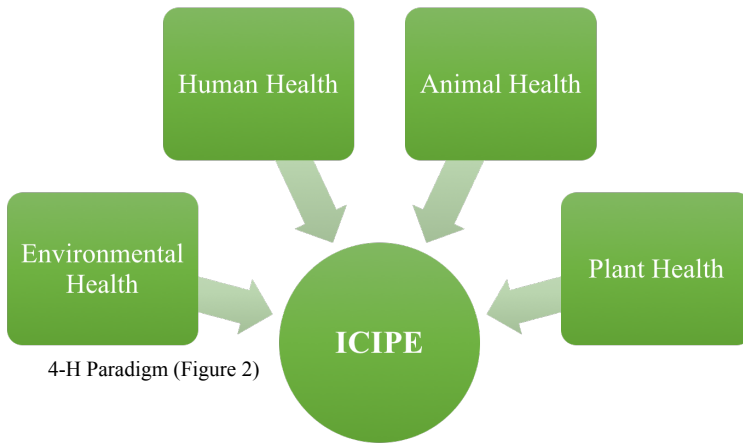 Human Health
Animal Health
Environmental
Health
Plant Health
ICIPE
4-H Paradigm (Figure 2)